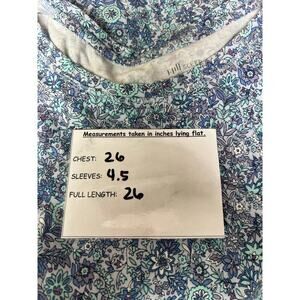 Measurements taken in inches lying flat.
CHEST: 26
SLEEVES: 4.5
FULL LENGTH: 26